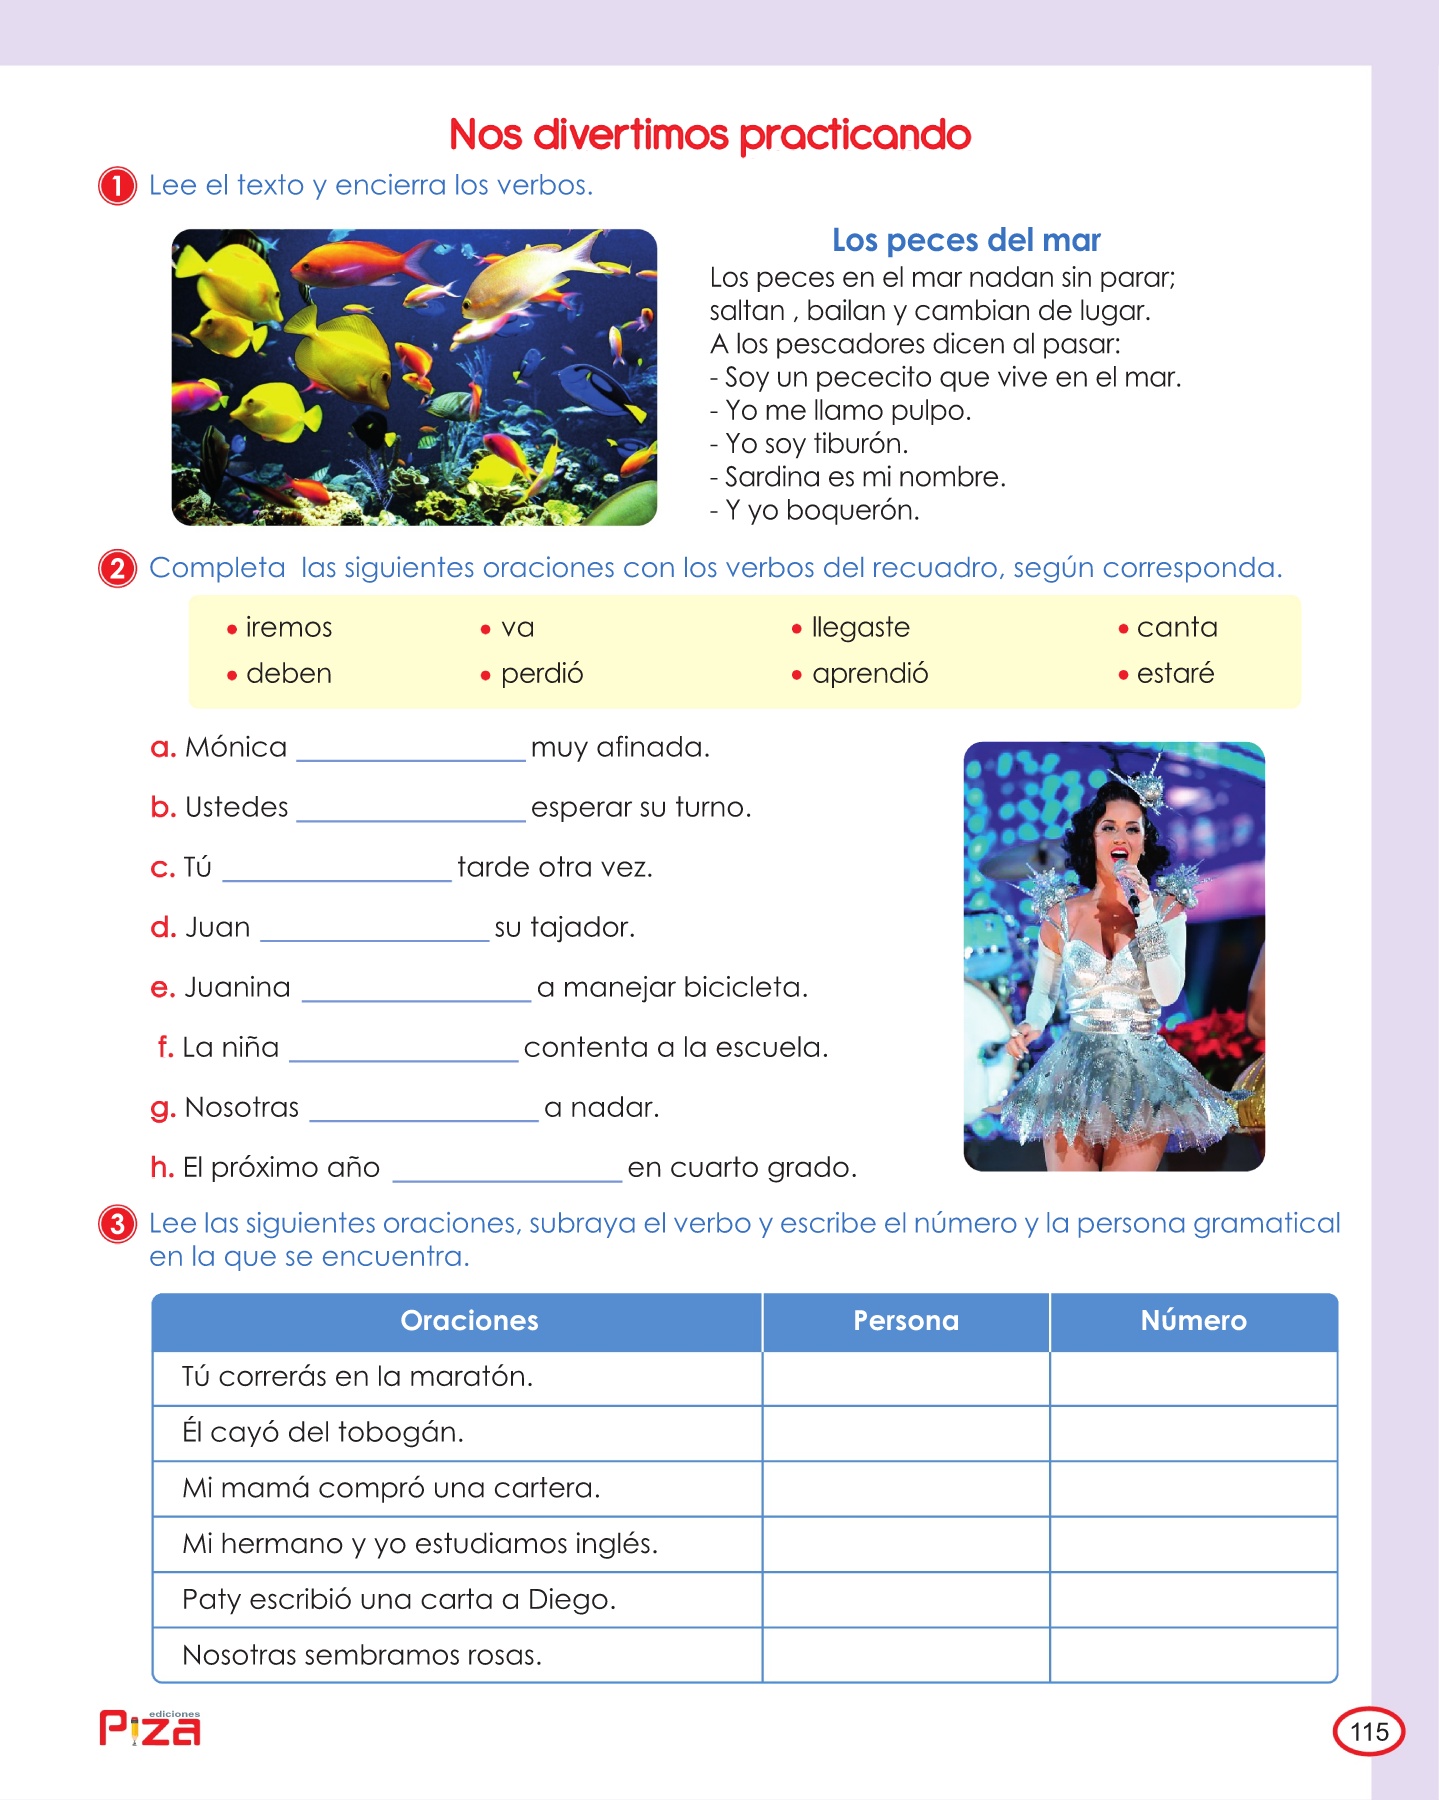 Nos divertimos practicando
1 Lee el texto y encierra los verbos.
Los peces del mar
Los peces en el mar nadan sin parar;
saltan , bailan y cambian de lugar.
A los pescadores dicen al pasar:
- Soy un pececito que vive en el mar.
- Yo me llamo pulpo.
- Yo soy tiburón.
- Sardina es mi nombre.
- Y yo boquerón.
2 Completa las siguientes oraciones con los verbos del recuadro, según corresponda.
• iremos • va • llegaste • canta
• deben • perdió • aprendió • estaré
a. Mónica _______________ muy afinada.
b. Ustedes _______________ esperar su turno.
c. Tú _______________ tarde otra vez.
d. Juan _______________ su tajador.
e. Juanina _______________ a manejar bicicleta.
f. La niña _______________ contenta a la escuela.
g. Nosotras _______________ a nadar.
h. El próximo año _______________ en cuarto grado.
3 Lee las siguientes oraciones, subraya el verbo y escribe el número y la persona gramatical
en la que se encuentra.
Oraciones Persona Número
Tú correrás en la maratón.
Él cayó del tobogán.
Mi mamá compró una cartera.
Mi hermano y yo estudiamos inglés.
Paty escribió una carta a Diego.
Nosotras sembramos rosas.
ediciones
Piza
115